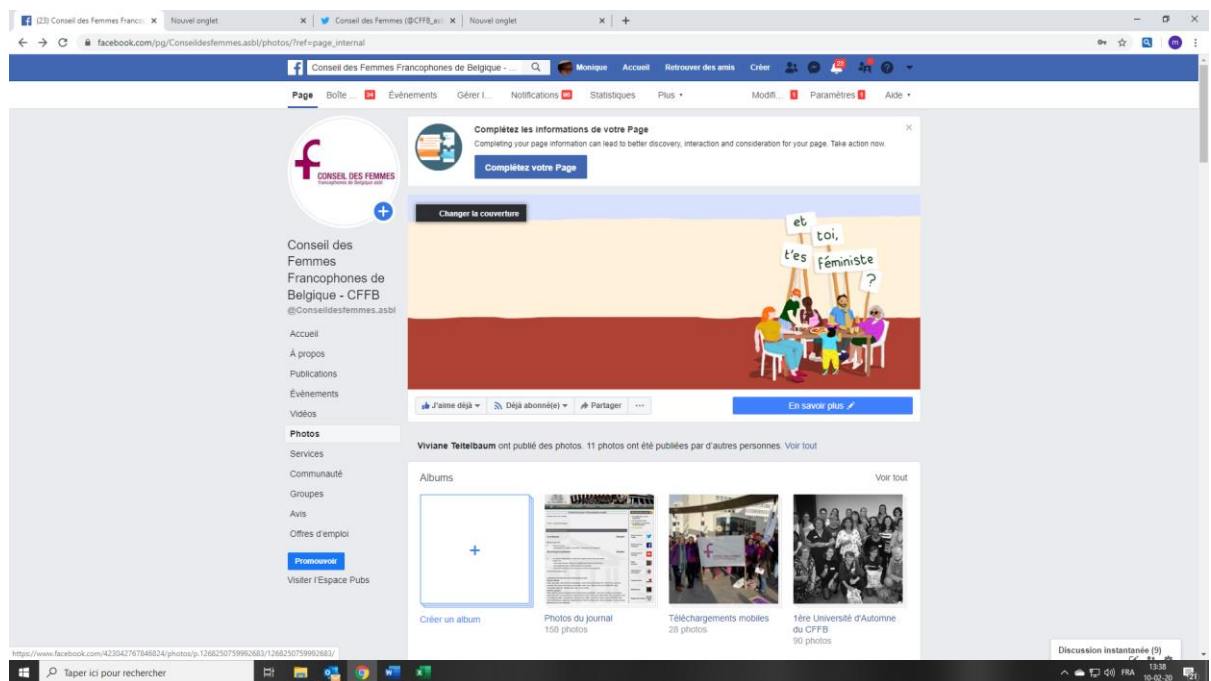 (23) Conseil des Femmes Franco
Nouvel onglet
Conseil des Femmes (@CFFB_as
Nouvel onglet
facebook.com/pg/Conseildesfemmes.asbl/photos/?ref=page_internal
Conseil des Femmes Francophones de Belgique - ...
Monique Accueil Retrouver des amis Créer
Page Boîte ... 34 Évènements Gérer l... Notifications Statistiques Plus Modifi... 1 Paramètres 1 Aide
Complétez les informations de votre Page
Completing your page information can lead to better discovery, interaction and consideration for your page. Take action now.
Complétez votre Page
CONSEIL DES FEMMES
francophones de Belgique asbl
Changer la couverture
et
toi,
t'es
féministe
?
Conseil des
Femmes
Francophones de
Belgique - CFFB
@Conseildesfemmes.asbl
Accueil
À propos
Publications
Évènements
Vidéos
Photos
Services
Communauté
Groupes
Avis
Offres d'emploi
Promouvoir
Visiter l'Espace Pubs
J'aime déjà Déjà abonné(e) Partager ...
En savoir plus
Viviane Teitelbaum ont publié des photos. 11 photos ont été publiées par d'autres personnes. Voir tout
Albums
Voir tout
Créer un album
Photos du journal
158 photos
Téléchargements mobiles
28 photos
1ère Université d'Automne
du CFFB
90 photos
Discussion instantanée (9)
https://www.facebook.com/423042767846824/photos/p.1268250759992683/1268250759992683/
Taper ici pour rechercher
FRA
13:38
10-02-20